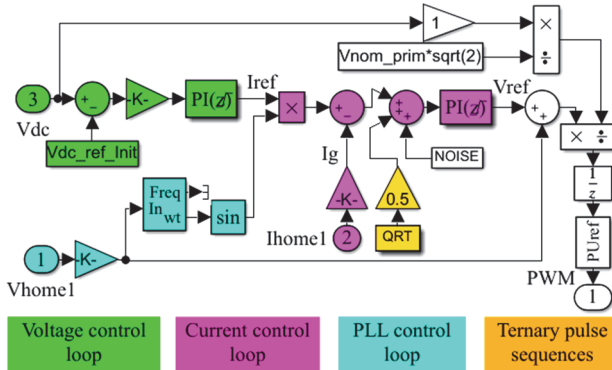 1
×
÷
Vnom_prim*sqrt(2)
3
Vdc
+
−
-K-
PI(z)
Iref
Vdc_ref_Init
×
+
−
Ig
-K-
Ihome1
2
+
+
+
PI(z)
NOISE
0.5
QRT
Vref
+
+
×
÷
1
z
PUref
PWM
1
Freq
In
wt
sin
1
Vhome1
-K-
Voltage control
loop
Current control
loop
PLL control
loop
Ternary pulse
sequences